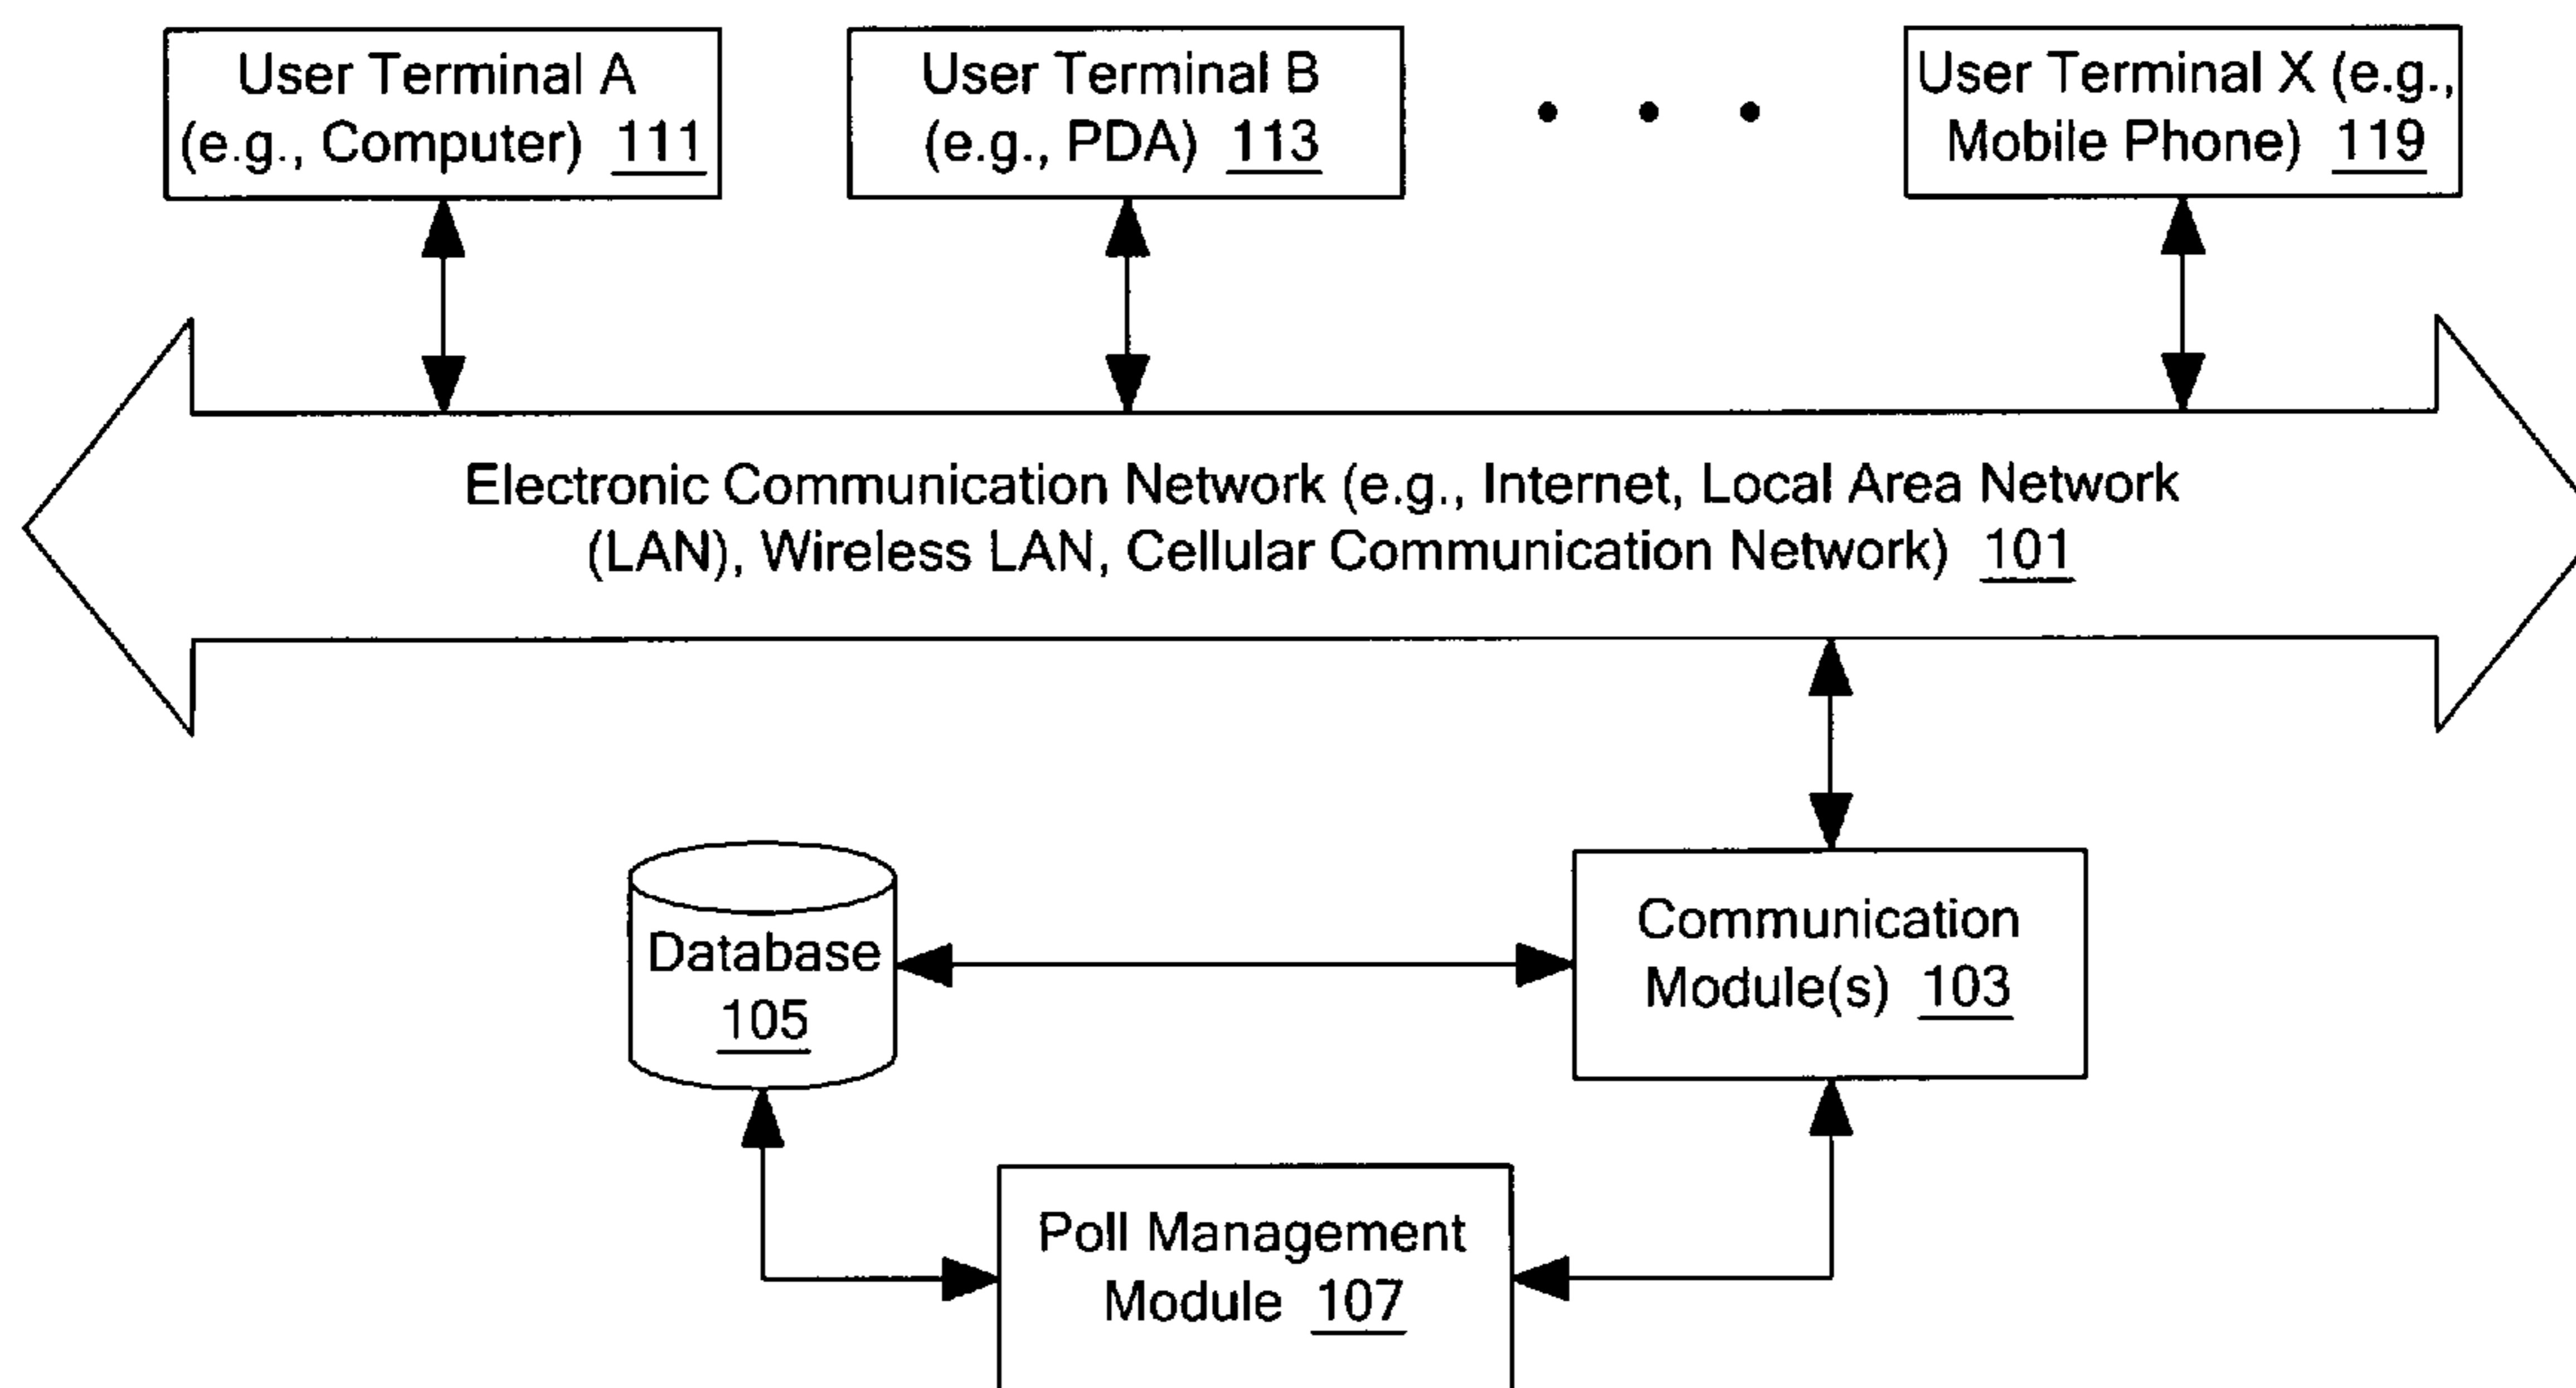 User Terminal A
(e.g., Computer) 111
User Terminal B
(e.g., PDA) 113
User Terminal X (e.g.,
Mobile Phone) 119
Electronic Communication Network (e.g., Internet, Local Area Network
(LAN), Wireless LAN, Cellular Communication Network) 101
Database
105
Communication
Module(s) 103
Poll Management
Module 107